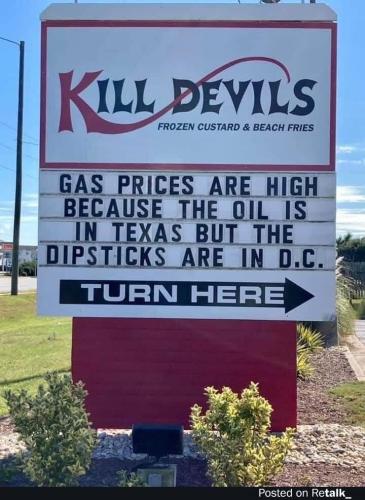 KILL DEVILS
FROZEN CUSTARD & BEACH FRIES
GAS PRICES ARE HIGH
BECAUSE THE OIL IS
IN TEXAS BUT THE
DIPSTICKS ARE IN D.C.
TURN HERE
Posted on Retalk_